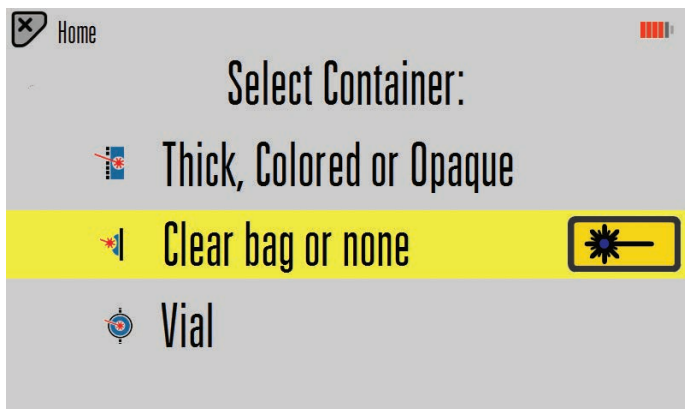 Home
Select Container:
Thick, Colored or Opaque
Clear bag or none
Vial